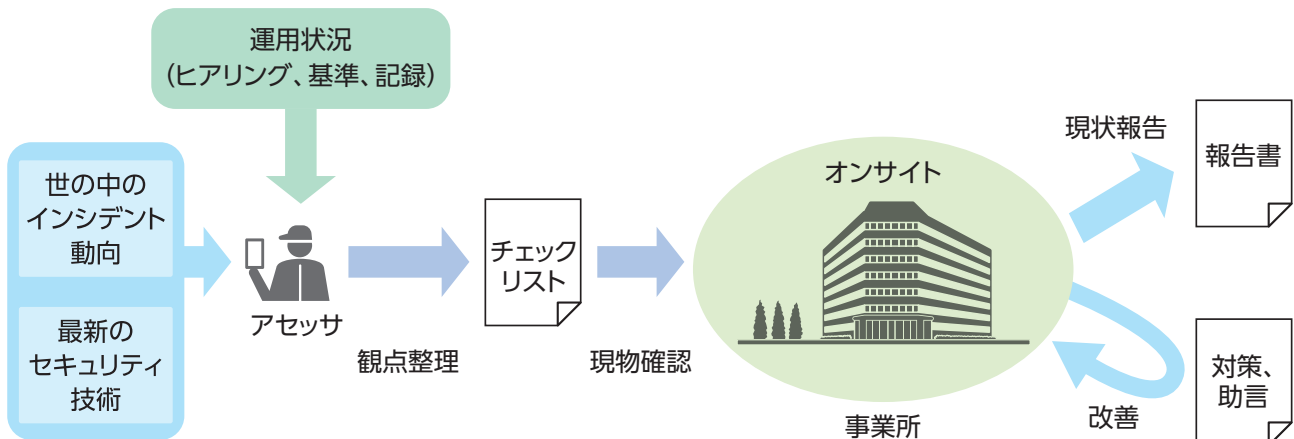 運用状況
(ヒアリング、基準、記録)
世の中の
インシデント
動向
最新の
セキュリティ
技術
アセッサ
観点整理
チェック
リスト
現物確認
オンサイト
事業所
現状報告
報告書
改善
対策、
助言